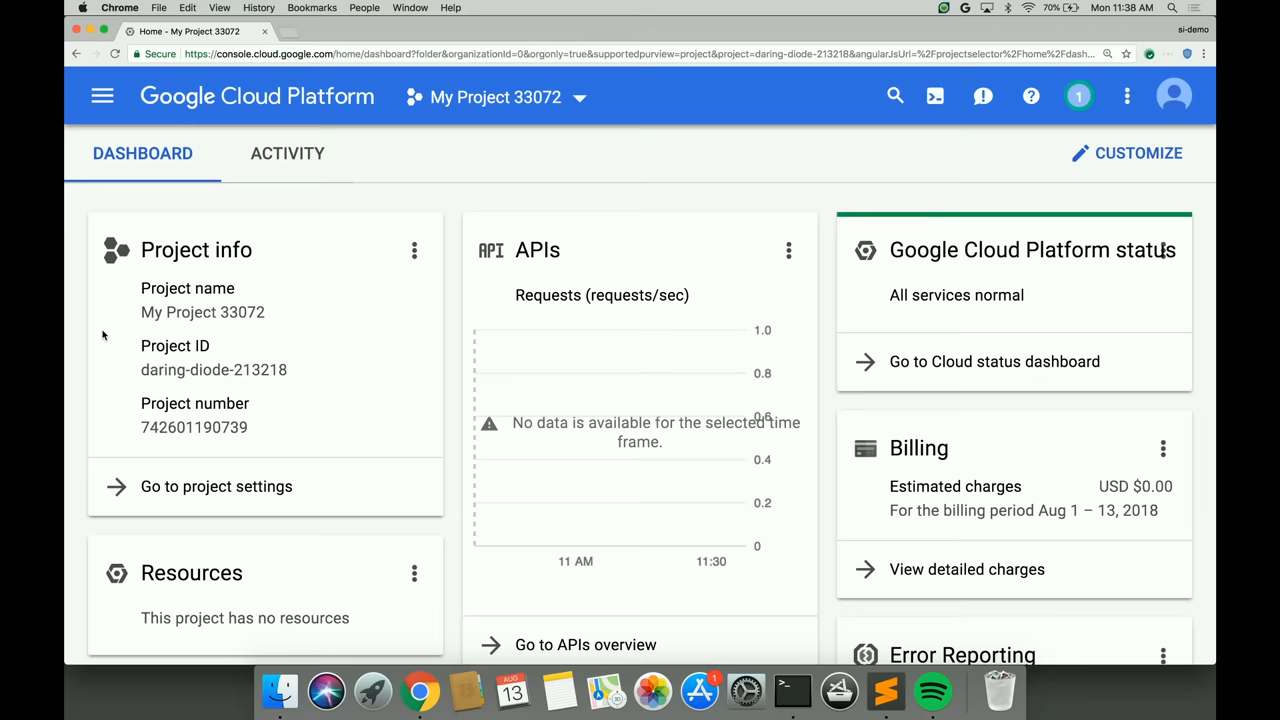 Chrome File Edit View History Bookmarks People Window Help
70% Mon 11:38 AM
Home - My Project 33072
si-demo
Secure https://console.cloud.google.com/home/dashboard?folder&organizationId=0&orgonly=true&supportedpurview=project&project=daring-diode-213218&angularJsUrl=%2Fprojectselector%2Fhome%2Fdash...
Google Cloud Platform My Project 33072
1
DASHBOARD ACTIVITY
CUSTOMIZE
Project info
Project name
My Project 33072
Project ID
daring-diode-213218
Project number
742601190739
Go to project settings
Resources
This project has no resources
API APIs
Requests (requests/sec)
1.0
0.8
0.6
No data is available for the selected time
frame.
0.4
0.2
0
11 AM 11:30
Go to APIs overview
Google Cloud Platform status
All services normal
Go to Cloud status dashboard
Billing
Estimated charges USD $0.00
For the billing period Aug 1 – 13, 2018
View detailed charges
Error Reporting
AUG
13
1